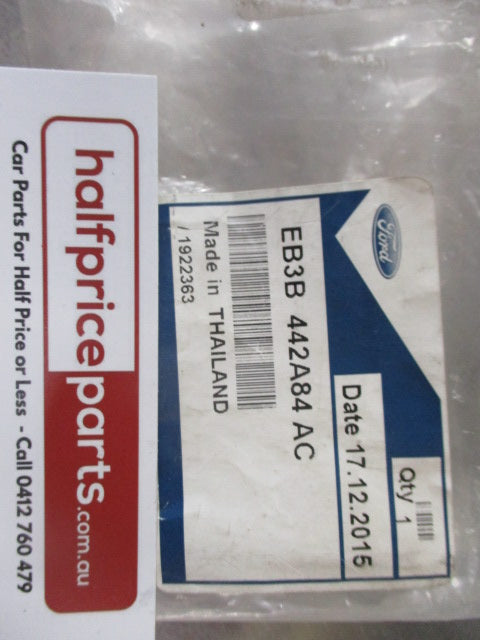 Ford
Qty 1
Date 17.12.2015
EB3B 442A84 AC
Made in THAILAND
/ 1922363
halfpriceparts.com.au
Car Parts For Half Price or Less - Call 0412 760 479